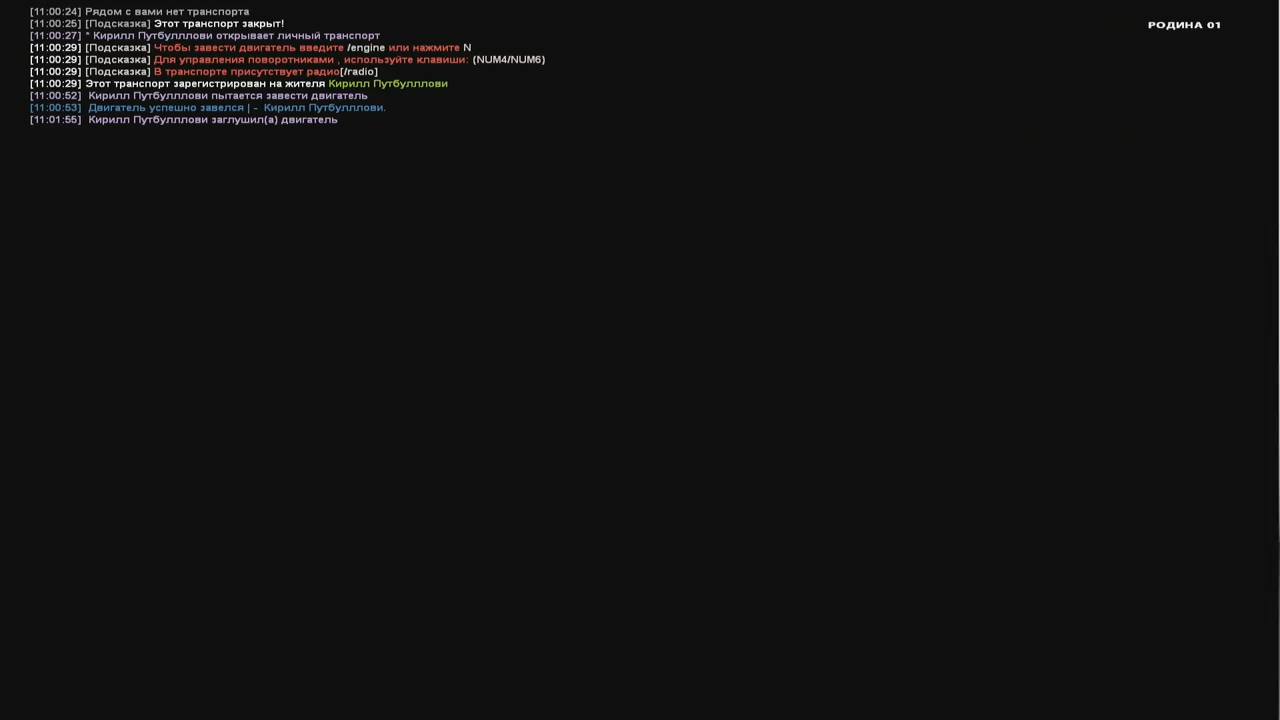 [11:00:24] Рядом с вами нет транспорта
[11:00:25] [Подсказка] Этот транспорт закрыт!
РОДИНА 01
[11:00:27] * Кирилл Путбулллови открывает личный транспорт
[11:00:29] [Подсказка] Чтобы завести двигатель введите /engine или нажмите N
[11:00:29] [Подсказка] Для управления поворотниками , используйте клавиши: (NUM4/NUM6)
[11:00:29] [Подсказка] В транспорте присутствует радио[/radio]
[11:00:29] Этот транспорт зарегистрирован на жителя Кирилл Путбулллови
[11:00:52] Кирилл Путбулллови пытается завести двигатель
[11:00:53] Двигатель успешно завелся | - Кирилл Путбулллови.
[11:01:55] Кирилл Путбулллови заглушил(а) двигатель